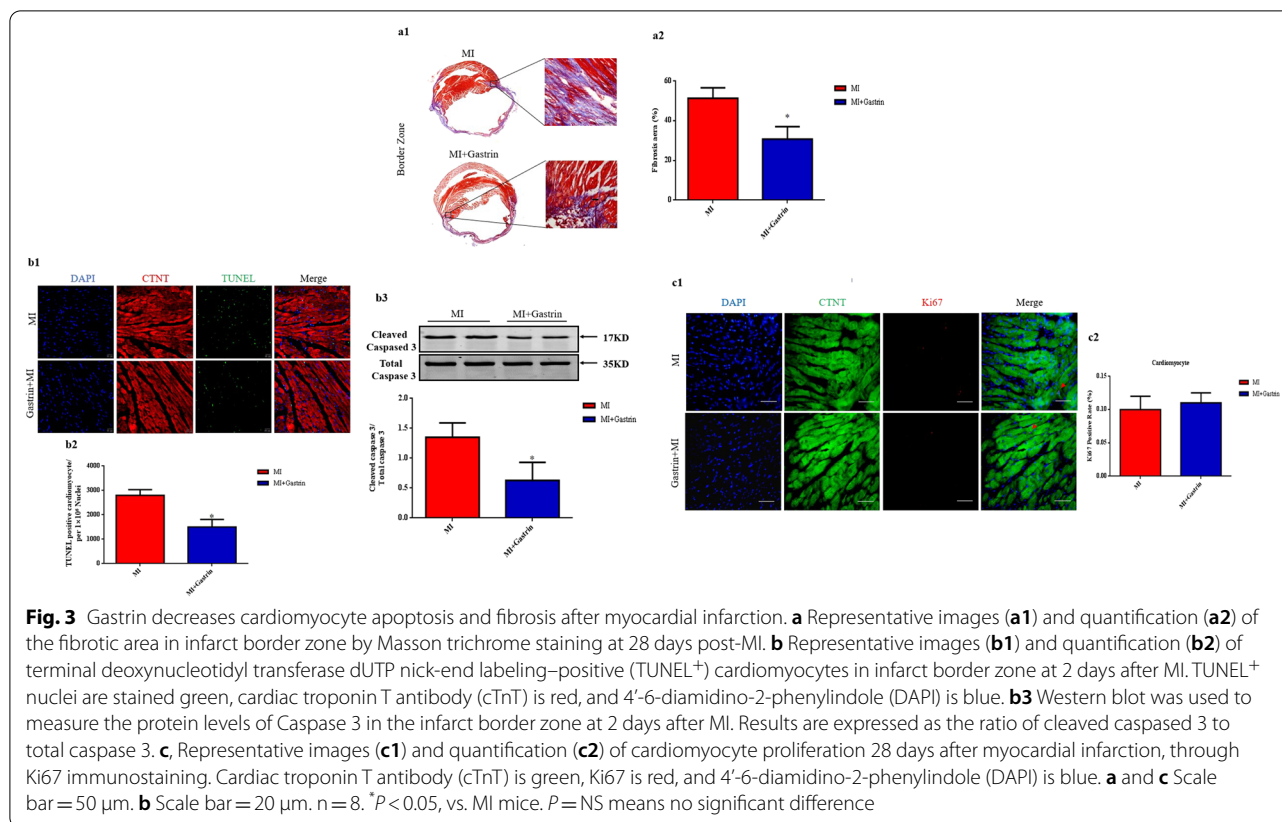 a1
MI
Border Zone
MI+Gastrin
a2
Fibrosis aera (%)
60
40
20
0
*
MI
MI+Gastrin
MI
MI+Gastrin
b1
DAPI CTNT TUNEL Merge
MI
Gastrin+MI
b2
TUNEL positive cardiomyocyte/
per 1×10⁶ Nuclei
4000
3000
2000
1000
0
*
MI
MI+Gastrin
MI
MI+Gastrin
b3
MI MI+Gastrin
Cleaved
Caspased 3
17KD
Total
Caspase 3
35KD
Cleaved caspase 3/
Total caspase 3
2.0
1.5
1.0
0.5
0.0
*
MI
MI+Gastrin
MI
MI+Gastrin
c1
DAPI CTNT Ki67 Merge
MI
Gastrin+MI
c2
Cardiomyocyte
Ki67 Positive Rate (%)
0.15
0.10
0.05
0.00
MI
MI+Gastrin
MI
MI+Gastrin
Fig. 3 Gastrin decreases cardiomyocyte apoptosis and fibrosis after myocardial infarction. a Representative images (a1) and quantification (a2) of
the fibrotic area in infarct border zone by Masson trichrome staining at 28 days post-MI. b Representative images (b1) and quantification (b2) of
terminal deoxynucleotidyl transferase dUTP nick-end labeling–positive (TUNEL+) cardiomyocytes in infarct border zone at 2 days after MI. TUNEL+
nuclei are stained green, cardiac troponin T antibody (cTnT) is red, and 4′-6-diamidino-2-phenylindole (DAPI) is blue. b3 Western blot was used to
measure the protein levels of Caspase 3 in the infarct border zone at 2 days after MI. Results are expressed as the ratio of cleaved caspased 3 to
total caspase 3. c, Representative images (c1) and quantification (c2) of cardiomyocyte proliferation 28 days after myocardial infarction, through
Ki67 immunostaining. Cardiac troponin T antibody (cTnT) is green, Ki67 is red, and 4′-6-diamidino-2-phenylindole (DAPI) is blue. a and c Scale
bar = 50 μm. b Scale bar = 20 μm. n = 8. *P < 0.05, vs. MI mice. P = NS means no significant difference